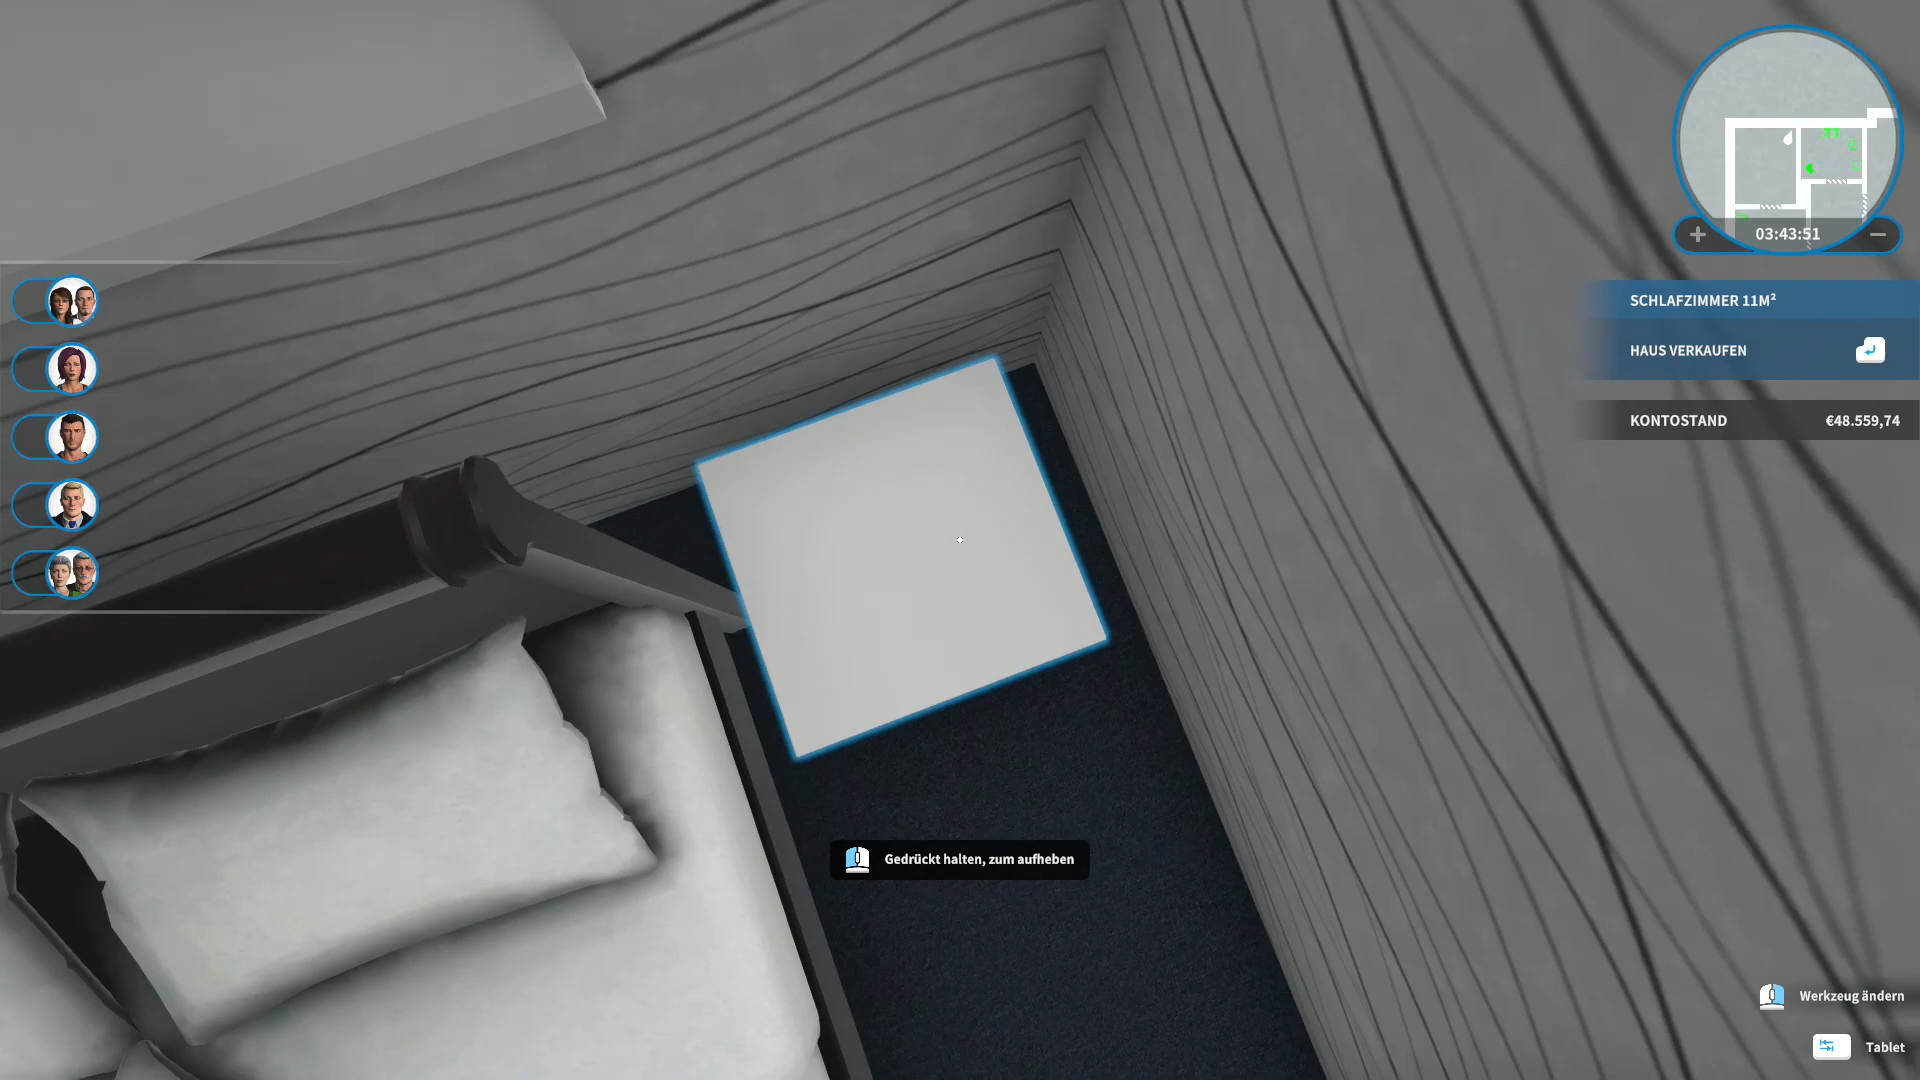 03:43:51
SCHLAFZIMMER 11M²
HAUS VERKAUFEN
KONTOSTAND €48.559,74
Gedrückt halten, zum aufheben
Werkzeug ändern
Tablet